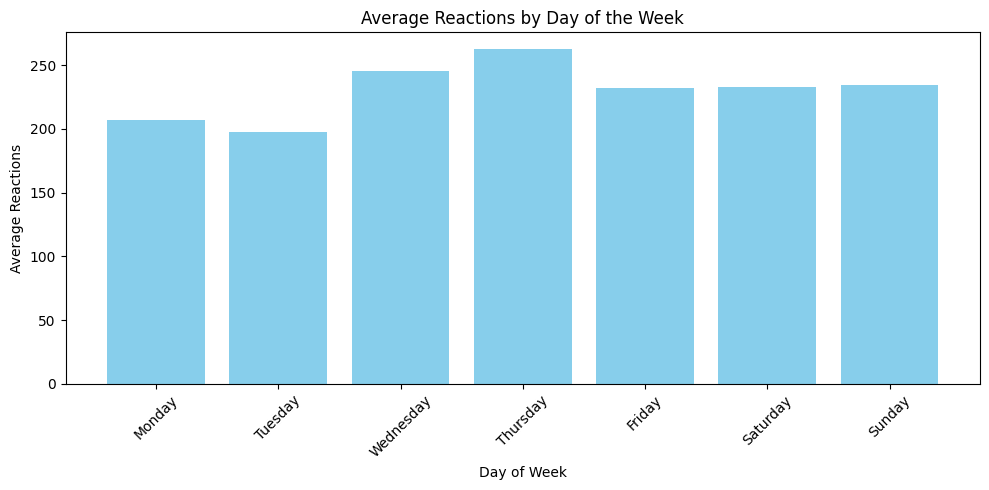 Average Reactions by Day of the Week
Average Reactions
250
200
150
100
50
0
Monday
Tuesday
Wednesday
Thursday
Friday
Saturday
Sunday
Day of Week